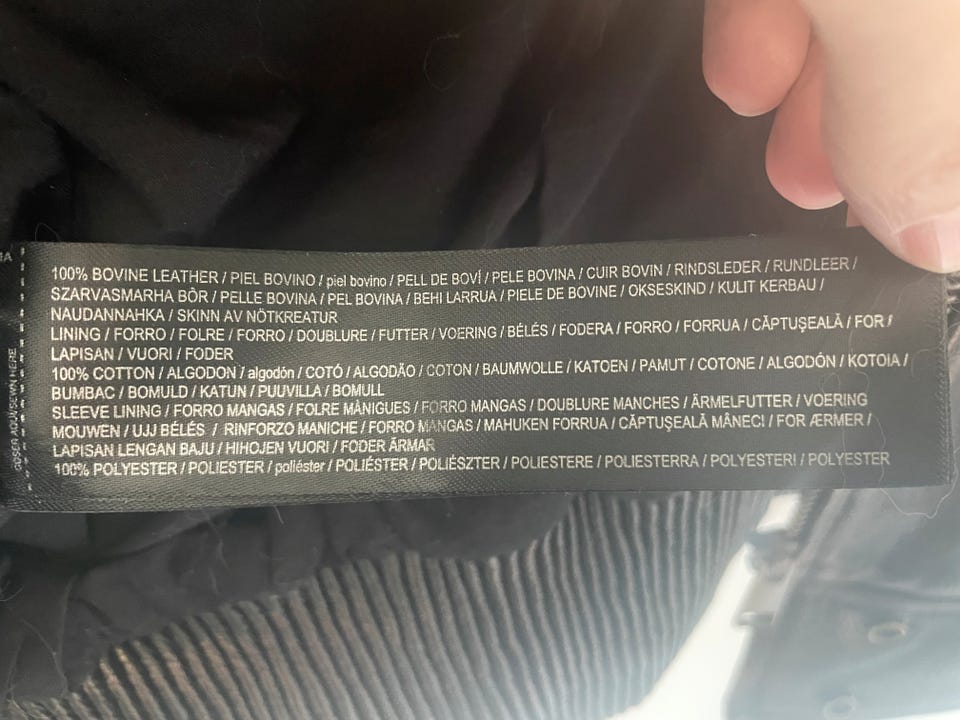 100% BOVINE LEATHER / PIEL BOVINO / piel bovino / PELL DE BOVÍ / PELE BOVINA / CUIR BOVIN / RINDSLEDER / RUNDLEER /
SZARVASMARHA BŐR / PELLE BOVINA / PEL BOVINA / BEHI LARRUA / PIELE DE BOVINE / OKSESKIND / KULIT KERBAU /
NAUDANNAHKA / SKINN AV NÖTKREATUR
LINING / FORRO / FOLRE / FORRO / DOUBLURE / FUTTER / VOERING / BÉLÉS / FODERA / FORRO / FORRUA / CĂPTUŞEALĂ / FOR /
LAPISAN / VUORI / FODER
100% COTTON / ALGODON / algodón / COTÓ / ALGODÃO / COTON / BAUMWOLLE / KATOEN / PAMUT / COTONE / ALGODÓN / KOTOIA /
BUMBAC / BOMULD / KATUN / PUUVILLA / BOMULL
SLEEVE LINING / FORRO MANGAS / FOLRE MÀNIGUES / FORRO MANGAS / DOUBLURE MANCHES / ÄRMELFUTTER / VOERING
MOUWEN / UJJ BÉLÉS / RINFORZO MANICHE / FORRO MANGAS / MAHUKEN FORRUA / CĂPTUŞEALĂ MÂNECI / FOR ÆRMER /
LAPISAN LENGAN BAJU / HIHOJEN VUORI / FODER ÄRMAR
100% POLYESTER / POLIESTER / poliéster / POLIÉSTER / POLIÉSZTER / POLIESTERE / POLIESTERRA / POLYESTERI / POLYESTER
COSER AQUI/SEWN HERE